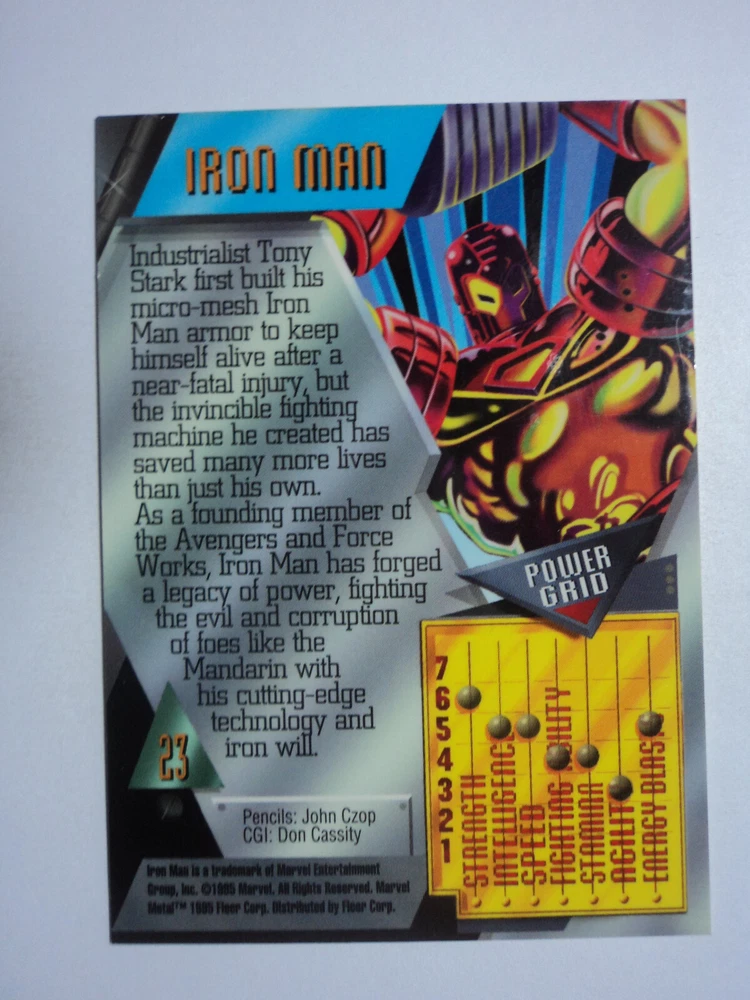 IRON MAN
Industrialist Tony
Stark first built his
micro-mesh Iron
Man armor to keep
himself alive after a
near-fatal injury, but
the invincible fighting
machine he created has
saved many more lives
than just his own.
As a founding member of
the Avengers and Force
Works, Iron Man has forged
a legacy of power, fighting
the evil and corruption
of foes like the
Mandarin with
his cutting-edge
technology and
iron will.
23
Pencils: John Czop
CGI: Don Cassity
Iron Man is a trademark of Marvel Entertainment
Group, Inc. ©1995 Marvel. All Rights Reserved. Marvel
Metal™ 1995 Fleer Corp. Distributed by Fleer Corp.
POWER
GRID
7
6
5
4
3
2
1
STRENGTH
INTELLIGENCE
SPEED
FIGHTING ABILITY
STAMINA
AGILITY
ENERGY BLAST